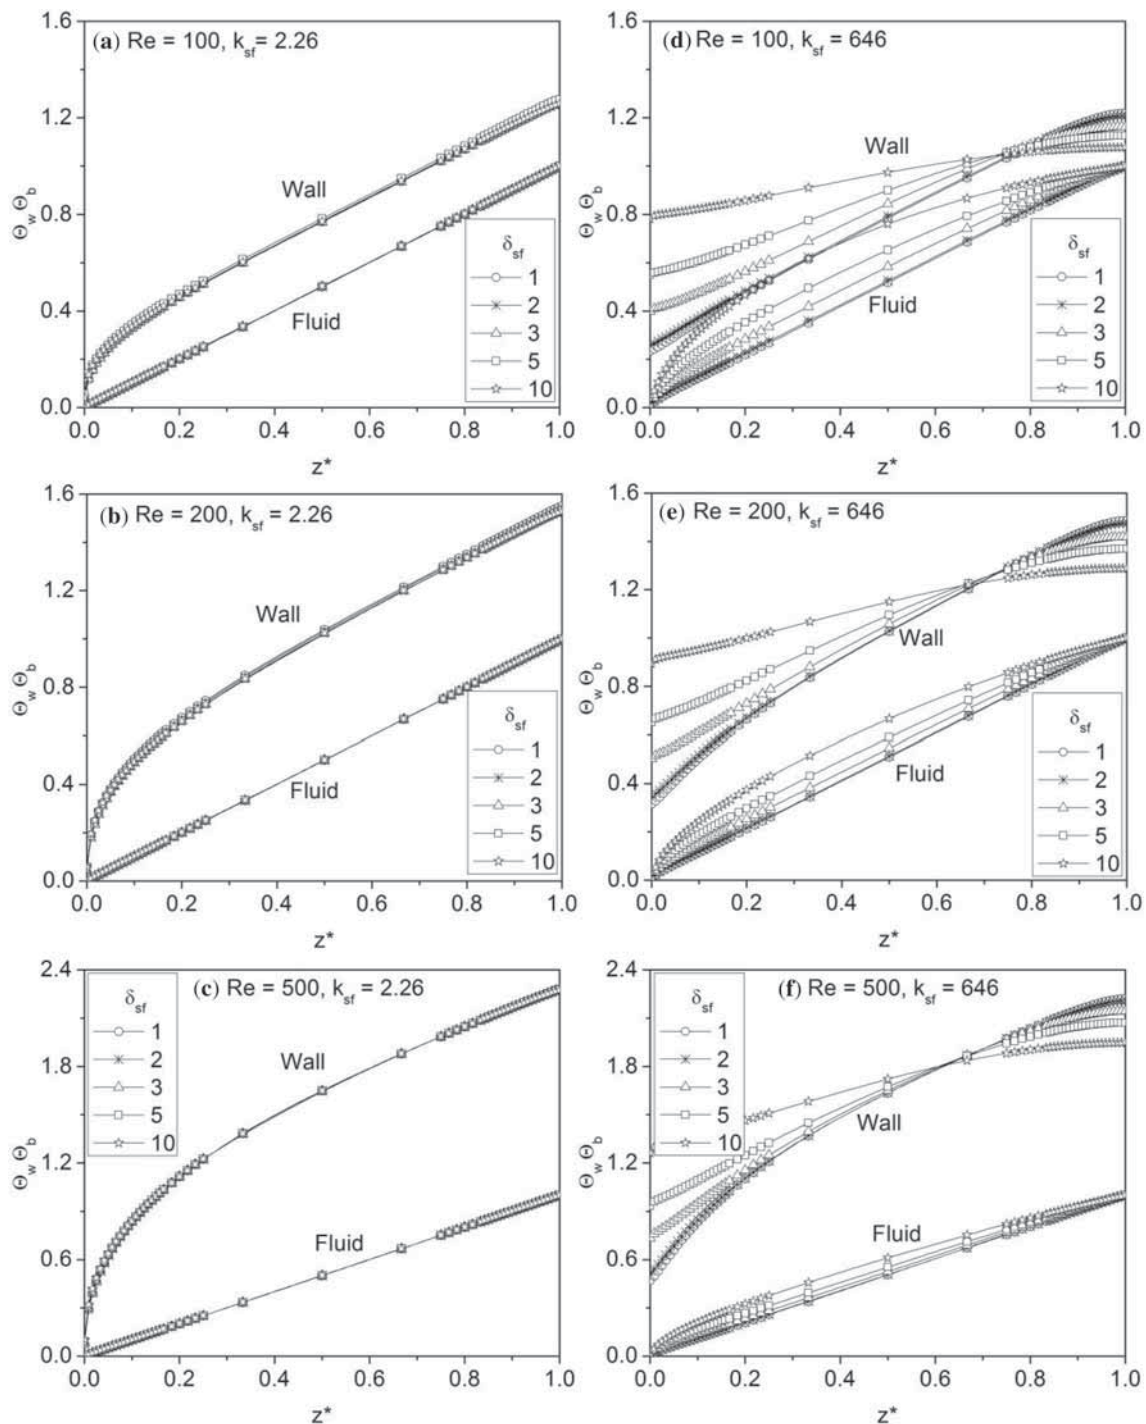 (a) Re = 100, k_sf = 2.26
Θ_w Θ_b
1.6
1.2
0.8
0.4
0.0
Wall
Fluid
δ_sf
1
2
3
5
10
0.0 0.2 0.4 0.6 0.8 1.0
z*
(d) Re = 100, k_sf = 646
Θ_w Θ_b
1.6
1.2
0.8
0.4
0.0
Wall
Fluid
δ_sf
1
2
3
5
10
0.0 0.2 0.4 0.6 0.8 1.0
z*
(b) Re = 200, k_sf = 2.26
Θ_w Θ_b
1.6
1.2
0.8
0.4
0.0
Wall
Fluid
δ_sf
1
2
3
5
10
0.0 0.2 0.4 0.6 0.8 1.0
z*
(e) Re = 200, k_sf = 646
Θ_w Θ_b
1.6
1.2
0.8
0.4
0.0
Wall
Fluid
δ_sf
1
2
3
5
10
0.0 0.2 0.4 0.6 0.8 1.0
z*
(c) Re = 500, k_sf = 2.26
Θ_w Θ_b
2.4
1.8
1.2
0.6
0.0
δ_sf
1
2
3
5
10
Wall
Fluid
0.0 0.2 0.4 0.6 0.8 1.0
z*
(f) Re = 500, k_sf = 646
Θ_w Θ_b
2.4
1.8
1.2
0.6
0.0
δ_sf
1
2
3
5
10
Wall
Fluid
0.0 0.2 0.4 0.6 0.8 1.0
z*